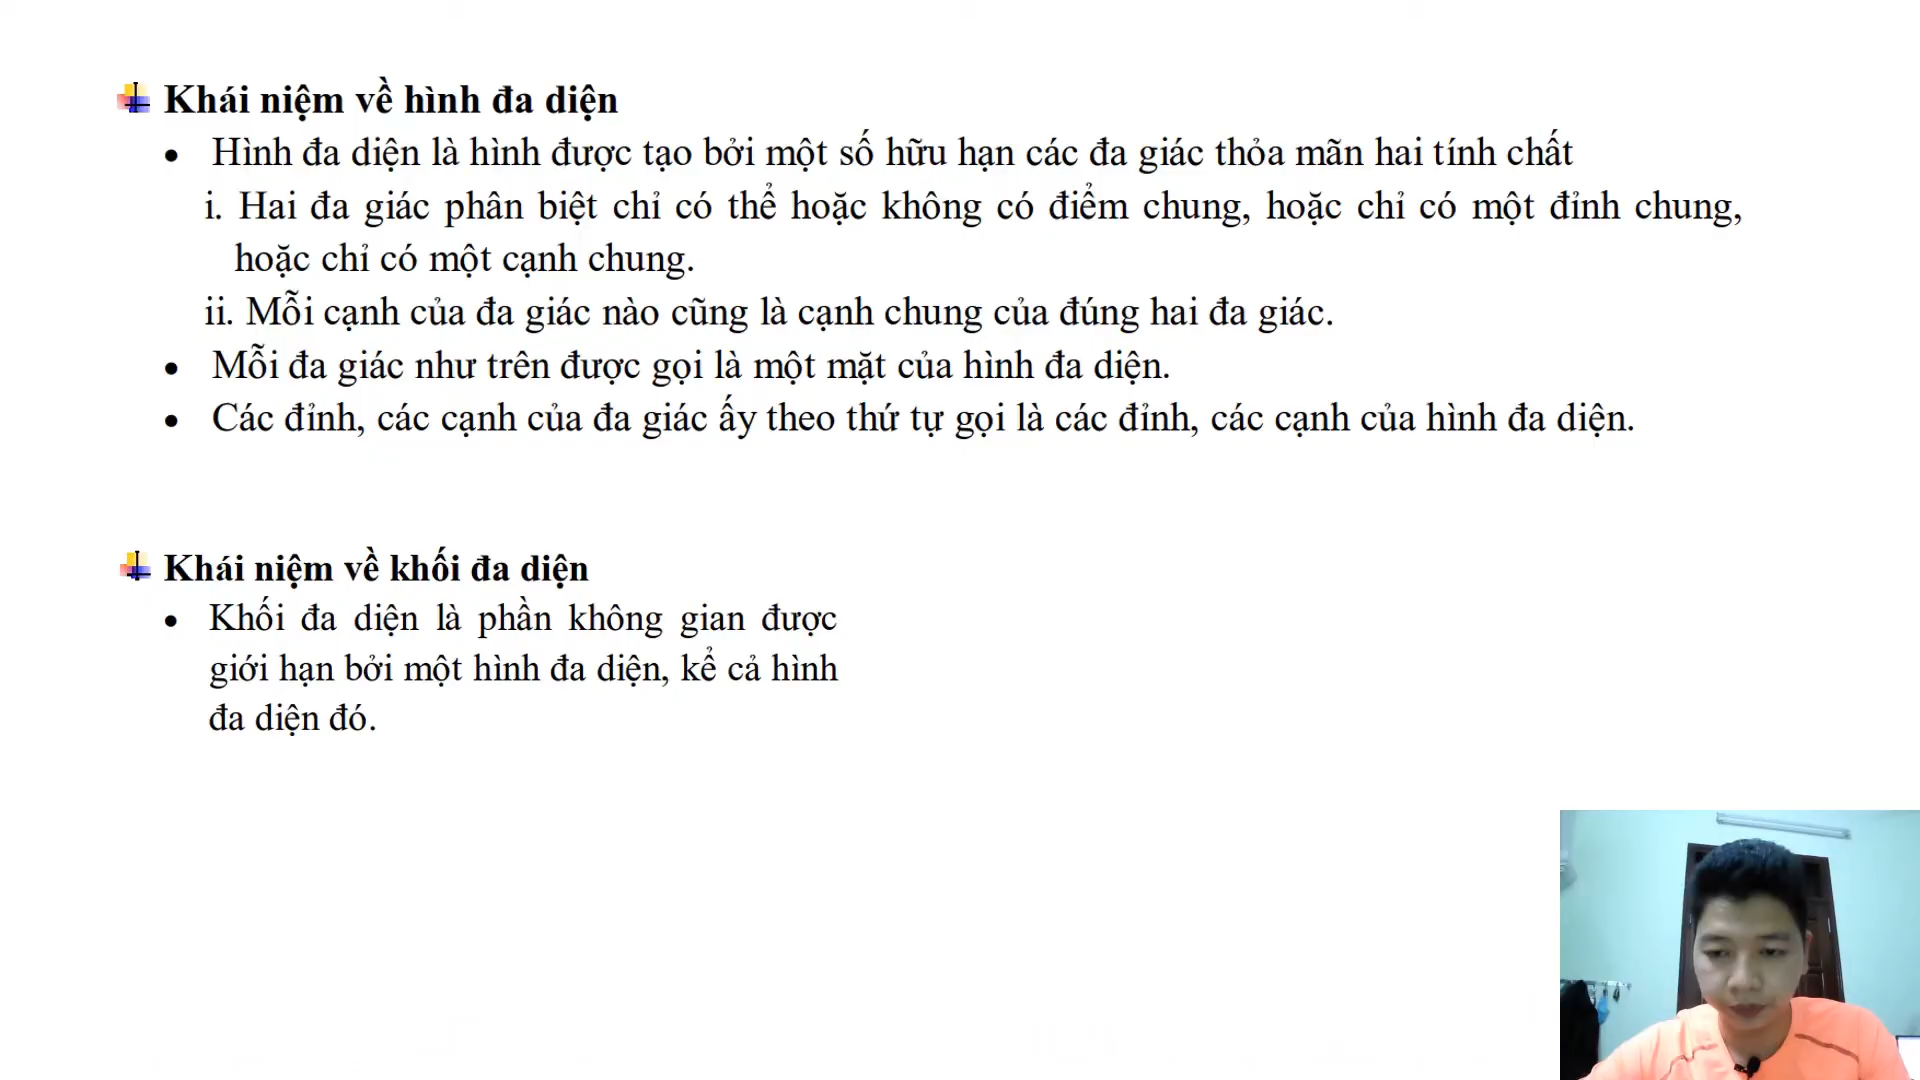 Khái niệm về hình đa diện
• Hình đa diện là hình được tạo bởi một số hữu hạn các đa giác thỏa mãn hai tính chất
i. Hai đa giác phân biệt chỉ có thể hoặc không có điểm chung, hoặc chỉ có một đỉnh chung,
hoặc chỉ có một cạnh chung.
ii. Mỗi cạnh của đa giác nào cũng là cạnh chung của đúng hai đa giác.
• Mỗi đa giác như trên được gọi là một mặt của hình đa diện.
• Các đỉnh, các cạnh của đa giác ấy theo thứ tự gọi là các đỉnh, các cạnh của hình đa diện.
Khái niệm về khối đa diện
• Khối đa diện là phần không gian được
giới hạn bởi một hình đa diện, kể cả hình
đa diện đó.